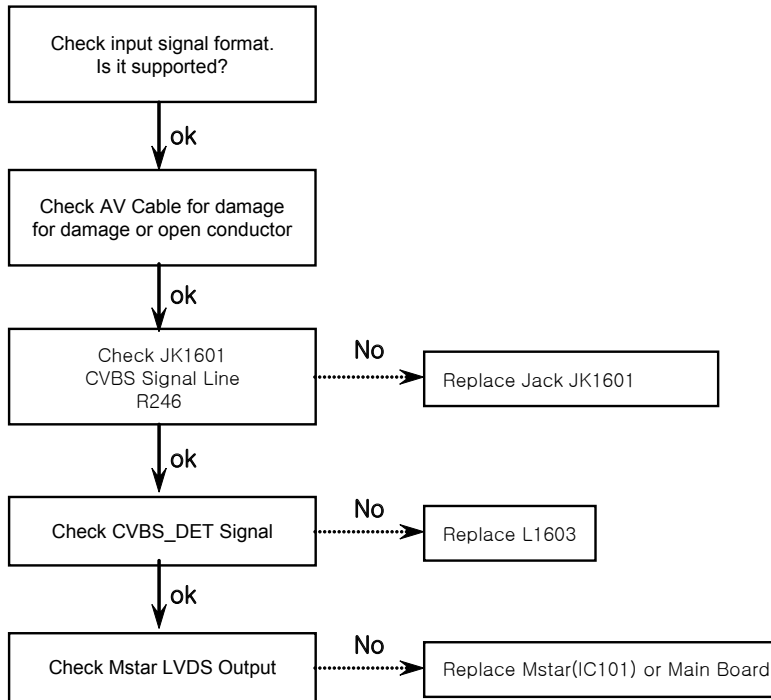 Check input signal format.
Is it supported?
ok
Check AV Cable for damage
for damage or open conductor
ok
Check JK1601
CVBS Signal Line
R246
No
Replace Jack JK1601
ok
Check CVBS_DET Signal
No
Replace L1603
ok
Check Mstar LVDS Output
No
Replace Mstar(IC101) or Main Board